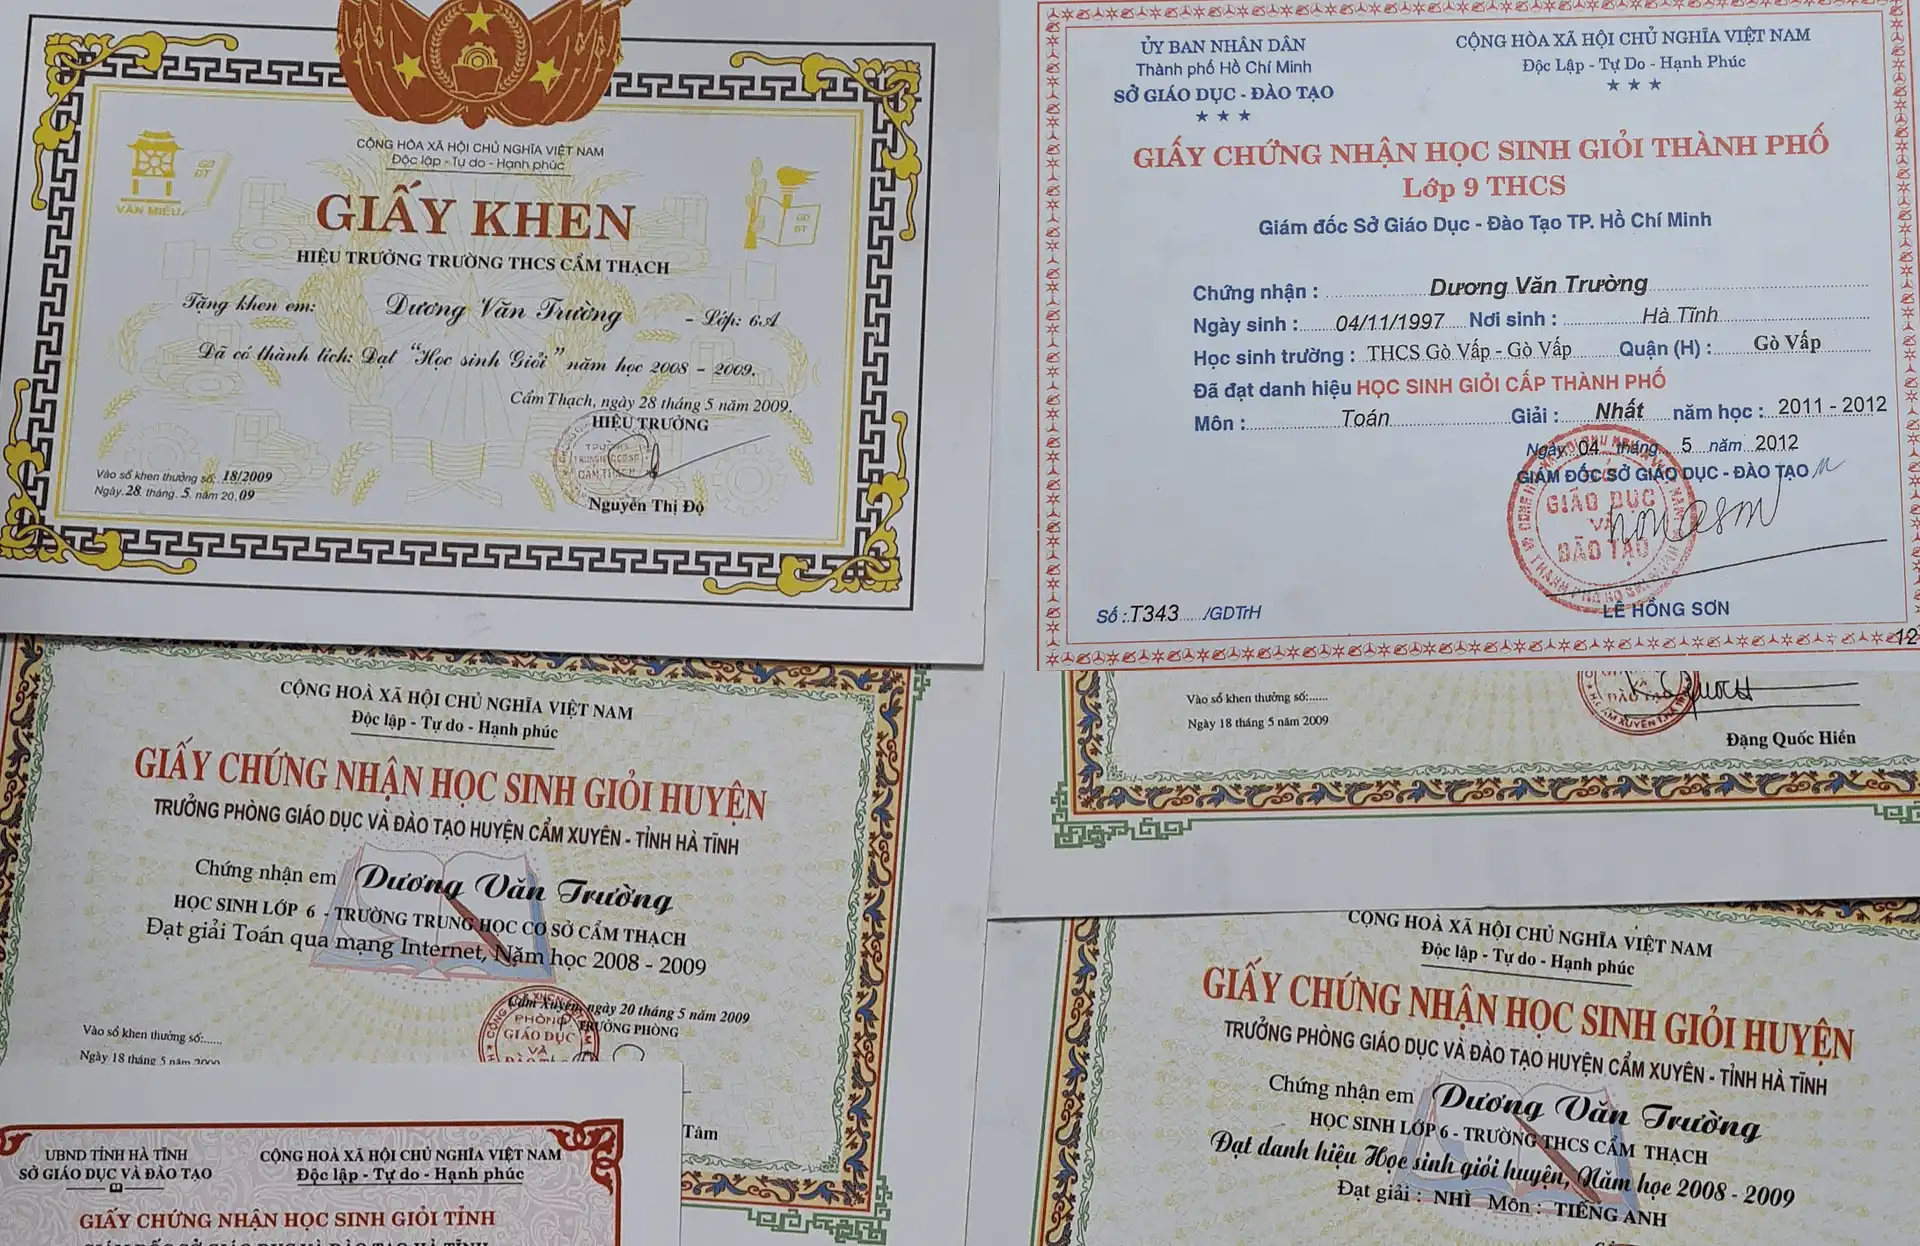 CỘNG HÒA XÃ HỘI CHỦ NGHĨA VIỆT NAM
Độc lập - Tự do - Hạnh phúc
VĂN MIẾU
GD
ĐT
GD
ĐT
GIẤY KHEN
HIỆU TRƯỞNG TRƯỜNG THCS CẨM THẠCH
Tặng khen em: Dương Văn Trường - Lớp: 6A
Đã có thành tích: Đạt “Học sinh Giỏi” năm học 2008 - 2009.
Cẩm Thạch, ngày 28 tháng 5 năm 2009.
HIỆU TRƯỞNG
Vào sổ khen thưởng số: 18/2009
Ngày 28 tháng 5 năm 2009
Nguyễn Thị Độ
ỦY BAN NHÂN DÂN
Thành phố Hồ Chí Minh
SỞ GIÁO DỤC - ĐÀO TẠO
CỘNG HÒA XÃ HỘI CHỦ NGHĨA VIỆT NAM
Độc Lập - Tự Do - Hạnh Phúc
GIẤY CHỨNG NHẬN HỌC SINH GIỎI THÀNH PHỐ
Lớp 9 THCS
Giám đốc Sở Giáo Dục - Đào Tạo TP. Hồ Chí Minh
Chứng nhận : Dương Văn Trường
Ngày sinh : 04/11/1997 Nơi sinh : Hà Tĩnh
Học sinh trường : THCS Gò Vấp - Gò Vấp Quận (H) : Gò Vấp
Đã đạt danh hiệu HỌC SINH GIỎI CẤP THÀNH PHỐ
Môn : Toán Giải : Nhất năm học : 2011 - 2012
Ngày 04 tháng 5 năm 2012
GIÁM ĐỐC SỞ GIÁO DỤC - ĐÀO TẠO
GIÁO DỤC
VÀ
ĐÀO TẠO
LÊ HỒNG SƠN
Số : T343 /GDTrH
12
CỘNG HOÀ XÃ HỘI CHỦ NGHĨA VIỆT NAM
Độc lập - Tự do - Hạnh phúc
GIẤY CHỨNG NHẬN HỌC SINH GIỎI HUYỆN
TRƯỞNG PHÒNG GIÁO DỤC VÀ ĐÀO TẠO HUYỆN CẨM XUYÊN - TỈNH HÀ TĨNH
Chứng nhận em Dương Văn Trường
HỌC SINH LỚP 6 - TRƯỜNG TRUNG HỌC CƠ SỞ CẨM THẠCH
Đạt giải Toán qua mạng Internet, Năm học 2008 - 2009
Cẩm Xuyên, ngày 20 tháng 5 năm 2009
TRƯỞNG PHÒNG
PHÒNG
GIÁO DỤC
VÀ
Vào sổ khen thưởng số:......
Ngày 18 tháng 5 năm 2009
Tâm
Vào sổ khen thưởng số:......
Ngày 18 tháng 5 năm 2009
Đặng Quốc Hiền
UBND TỈNH HÀ TĨNH
SỞ GIÁO DỤC VÀ ĐÀO TẠO
CỘNG HOÀ XÃ HỘI CHỦ NGHĨA VIỆT NAM
Độc lập - Tự do - Hạnh phúc
GIẤY CHỨNG NHẬN HỌC SINH GIỎI TỈNH
CỘNG HOÀ XÃ HỘI CHỦ NGHĨA VIỆT NAM
Độc lập - Tự do - Hạnh phúc
GIẤY CHỨNG NHẬN HỌC SINH GIỎI HUYỆN
TRƯỞNG PHÒNG GIÁO DỤC VÀ ĐÀO TẠO HUYỆN CẨM XUYÊN - TỈNH HÀ TĨNH
Chứng nhận em Dương Văn Trường
HỌC SINH LỚP 6 - TRƯỜNG THCS CẨM THẠCH
Đạt danh hiệu Học sinh giỏi huyện, Năm học 2008 - 2009
Đạt giải : NHÌ Môn : TIẾNG ANH